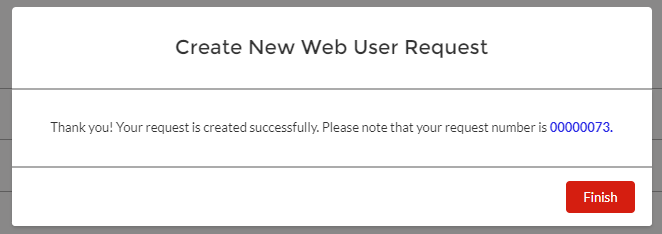 Create New Web User Request
Thank you! Your request is created successfully. Please note that your request number is 00000073.
Finish